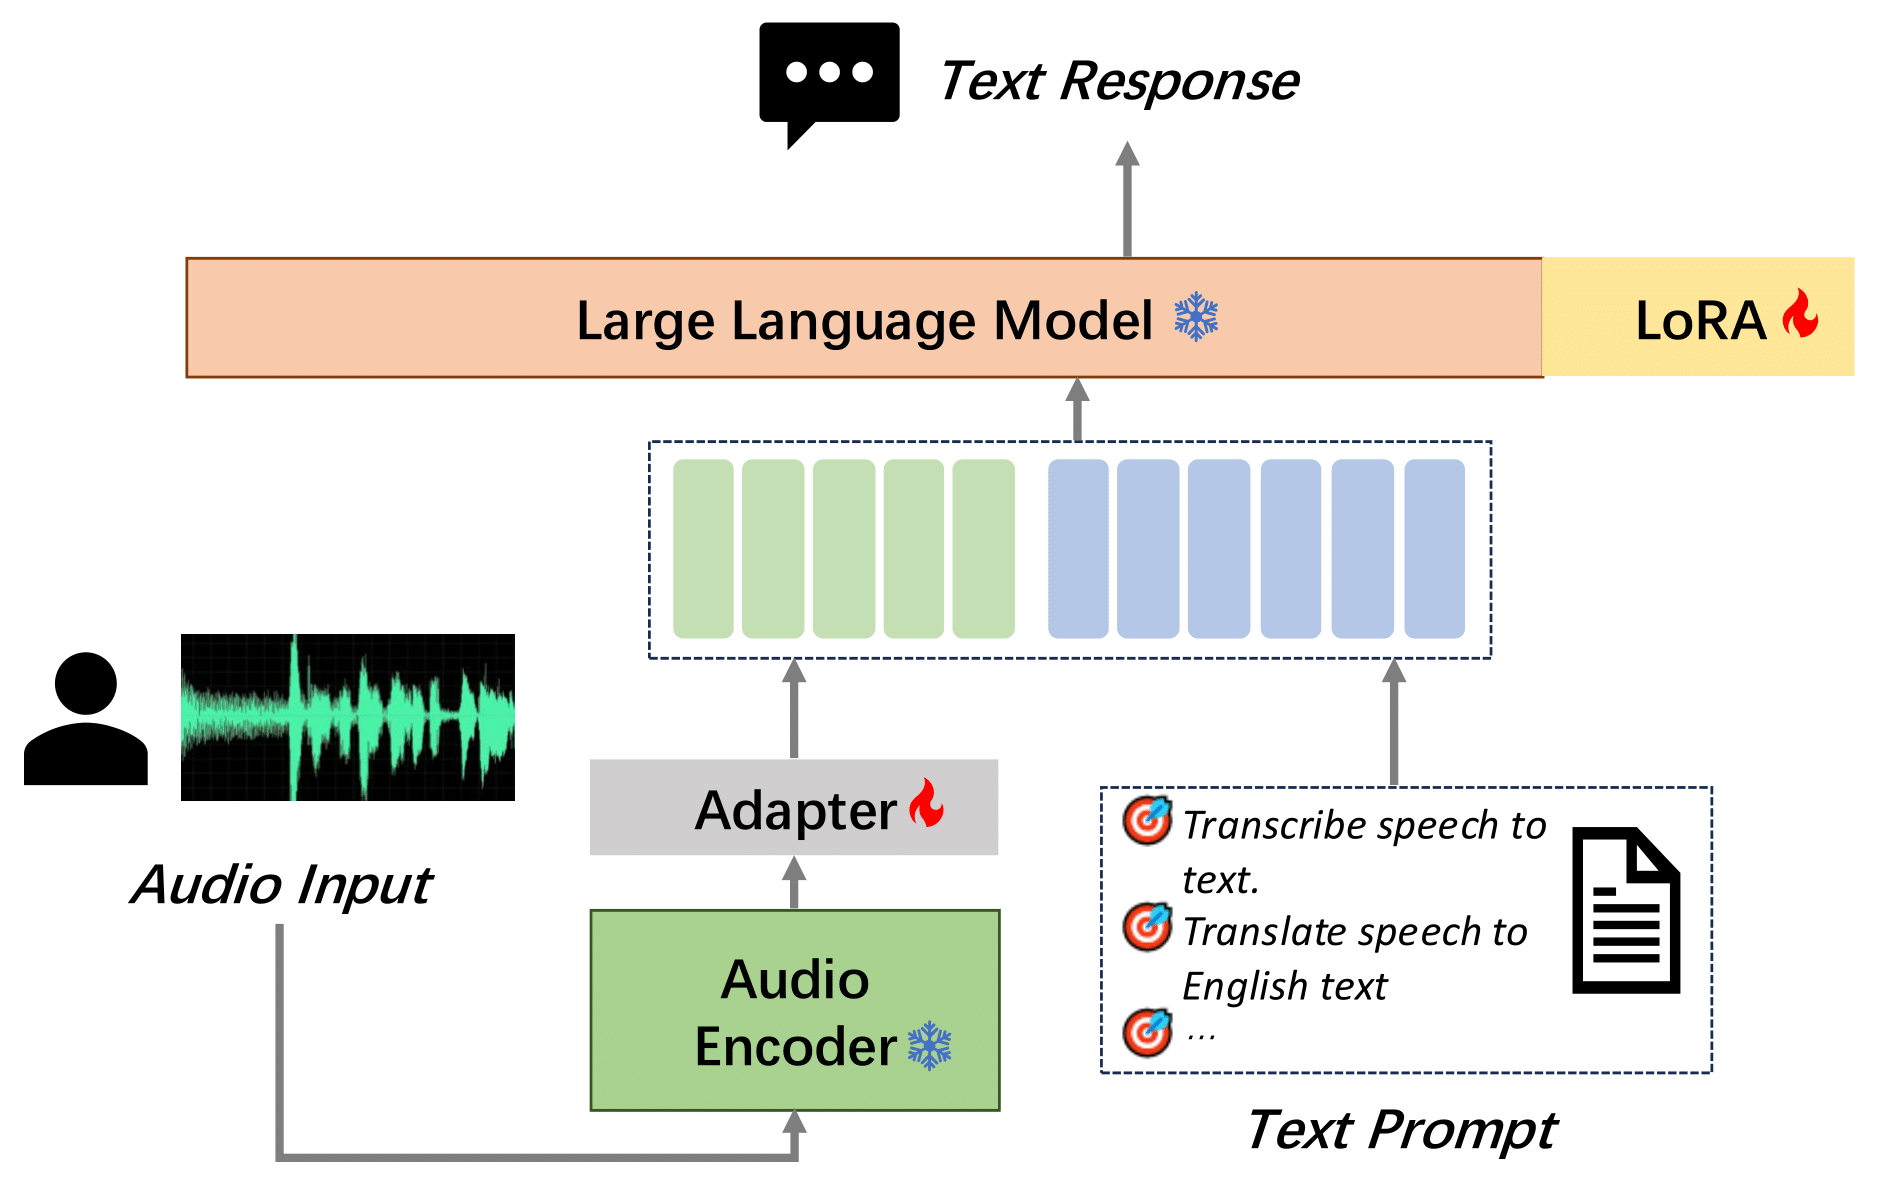 Text Response
Large Language Model
LoRA
Adapter
Audio Input
Audio
Encoder
Transcribe speech to
text.
Translate speech to
English text
...
Text Prompt